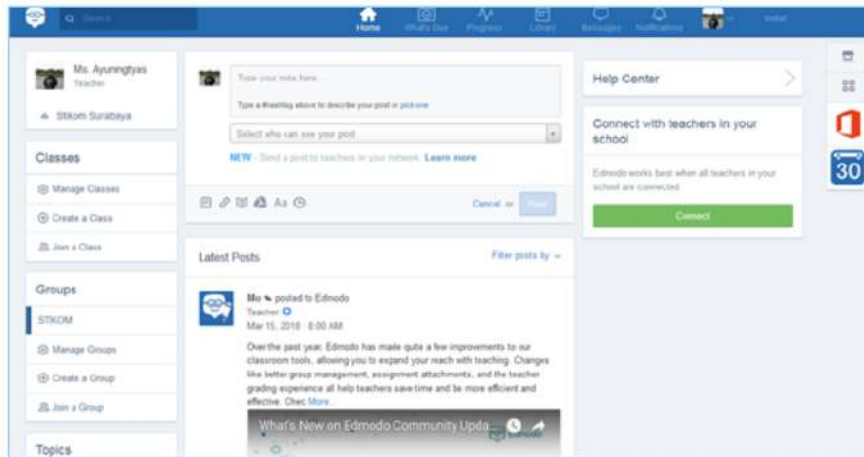 Search
Home
What's Due
Progress
Library
Messages
Notifications
Ms. Ayuningtyas
Teacher
Stikom Surabaya
Classes
Manage Classes
Create a Class
Join a Class
Groups
STIKOM
Manage Groups
Create a Group
Join a Group
Topics
Type your note here
Type a #hashtag above to describe your post or pick one
Select who can see your post
NEW - Send a post to teachers in your network. Learn more
Aa
Cancel or Post
Latest Posts
Filter posts by
Mo posted to Edmodo
Teacher
Mar 15, 2018 - 8:00 AM
Over the past year, Edmodo has made quite a few improvements to our
classroom tools, allowing you to expand your reach with teaching. Changes
like better group management, assignment attachments, and the teacher
grading experience all help teachers save time and be more efficient and
effective. Chec More...
What's New on Edmodo Community Upda...
edmodo
Help Center
Connect with teachers in your
school
Edmodo works best when all teachers in your
school are connected
Connect
30